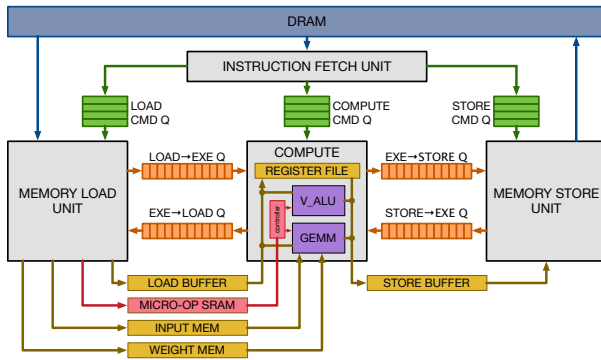 DRAM
INSTRUCTION FETCH UNIT
LOAD
CMD Q
COMPUTE
CMD Q
STORE
CMD Q
MEMORY LOAD
UNIT
LOAD→EXE Q
EXE→LOAD Q
COMPUTE
REGISTER FILE
controller
V_ALU
GEMM
EXE→STORE Q
STORE→EXE Q
MEMORY STORE
UNIT
LOAD BUFFER
STORE BUFFER
MICRO-OP SRAM
INPUT MEM
WEIGHT MEM